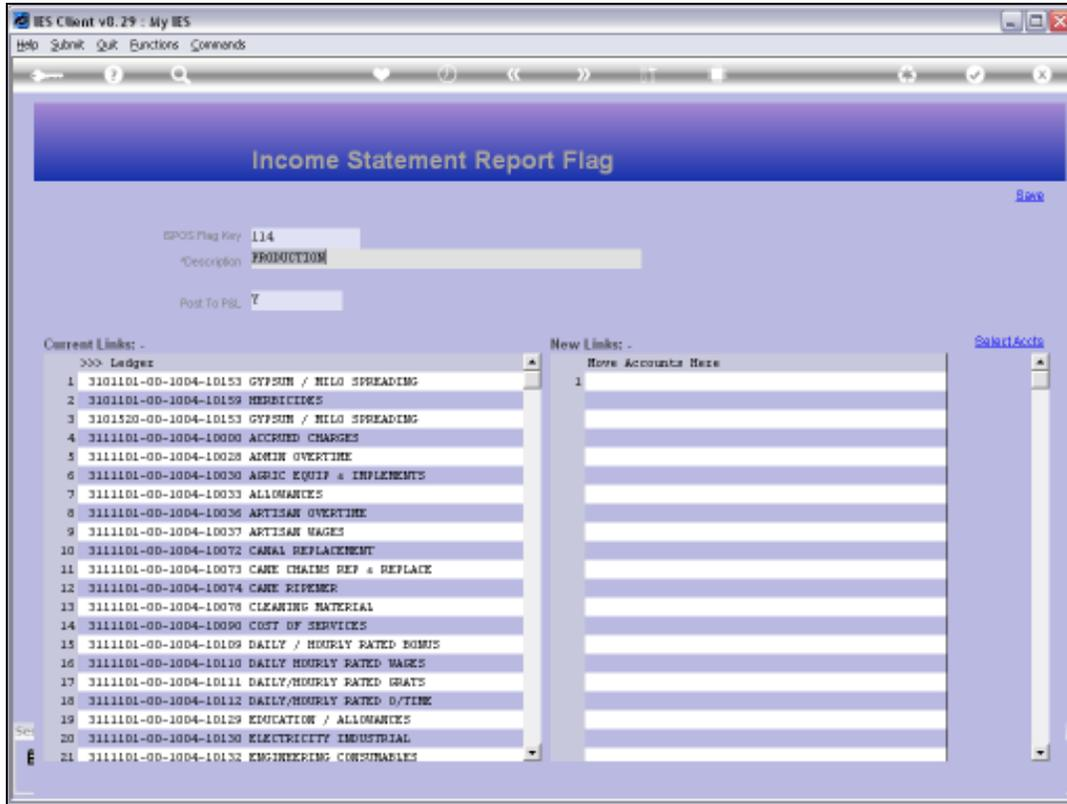 IES Client v8.29 : My IES
Help Submit Quit Functions Commands
Income Statement Report Flag
Save
ISPOS Flag Key 114
*Description PRODUCTION
Post To P&L Y
Current Links: -
New Links: -
Select Accts
>>> Ledger
Move Accounts Here
1 3101101-00-1004-10153 GYPSUM / MILO SPREADING
1
2 3101101-00-1004-10159 HERBICIDES
3 3101520-00-1004-10153 GYPSUM / MILO SPREADING
4 3111101-00-1004-10000 ACCRUED CHARGES
5 3111101-00-1004-10028 ADMIN OVERTIME
6 3111101-00-1004-10030 AGRIC EQUIP & IMPLEMENTS
7 3111101-00-1004-10033 ALLOWANCES
8 3111101-00-1004-10036 ARTISAN OVERTIME
9 3111101-00-1004-10037 ARTISAN WAGES
10 3111101-00-1004-10072 CANAL REPLACEMENT
11 3111101-00-1004-10073 CANE CHAINS REP & REPLACE
12 3111101-00-1004-10074 CANE RIPENER
13 3111101-00-1004-10078 CLEANING MATERIAL
14 3111101-00-1004-10090 COST OF SERVICES
15 3111101-00-1004-10109 DAILY / HOURLY RATED BONUS
16 3111101-00-1004-10110 DAILY HOURLY RATED WAGES
17 3111101-00-1004-10111 DAILY/HOURLY RATED GRATS
18 3111101-00-1004-10112 DAILY/HOURLY RATED O/TIME
19 3111101-00-1004-10129 EDUCATION / ALLOWANCES
20 3111101-00-1004-10130 ELECTRICITY INDUSTRIAL
21 3111101-00-1004-10132 ENGINEERING CONSUMABLES